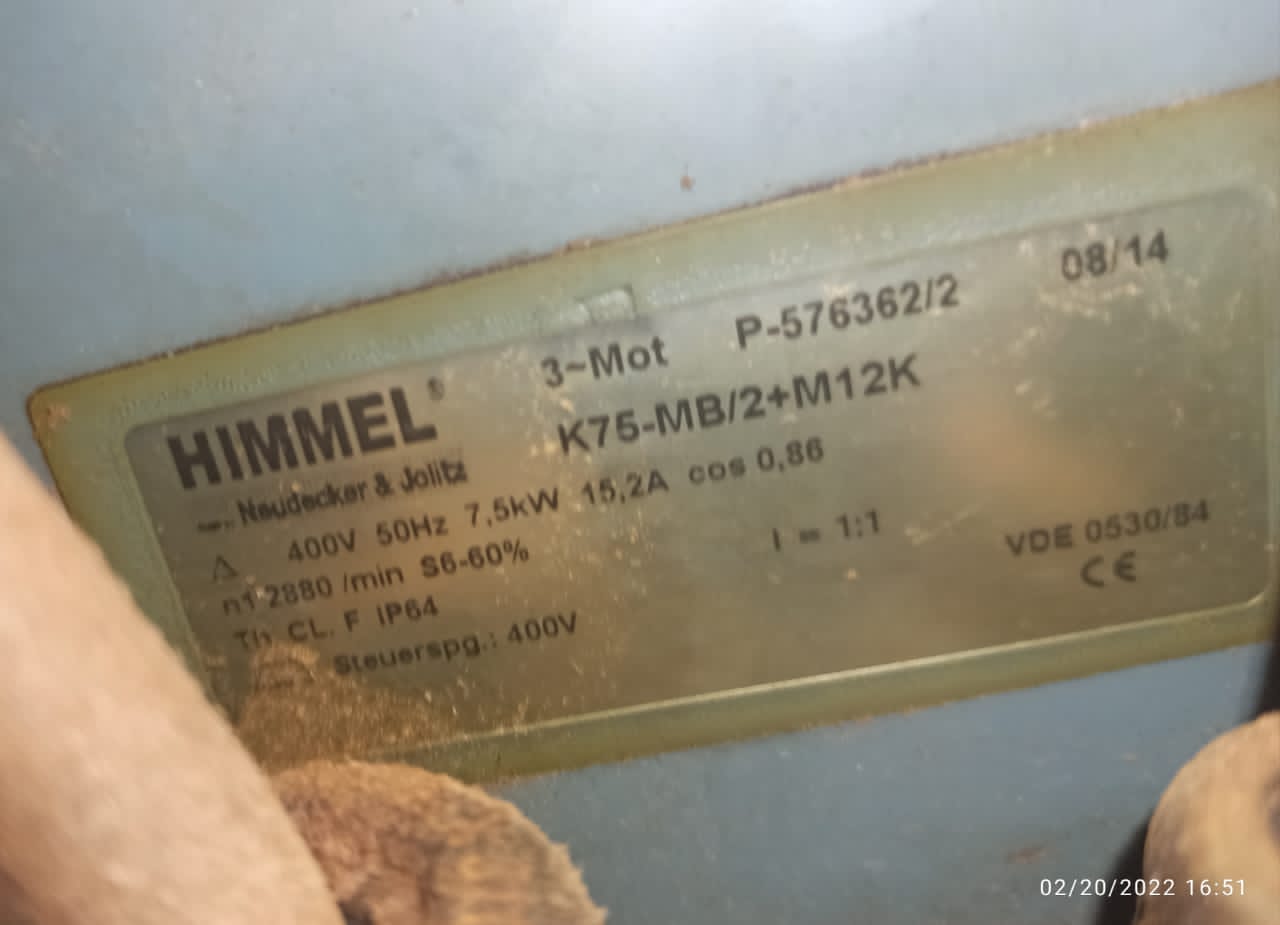 3~Mot P-576362/2 08/14
HIMMEL® K75-MB/2+M12K
Neudecker & Jolitz
△ 400V 50Hz 7,5kW 15,2A cos 0,86
n1 2880 /min S6-60% I = 1:1 VDE 0530/84
Th. CL. F IP64 CE
Steuerspg.: 400V
02/20/2022 16:51